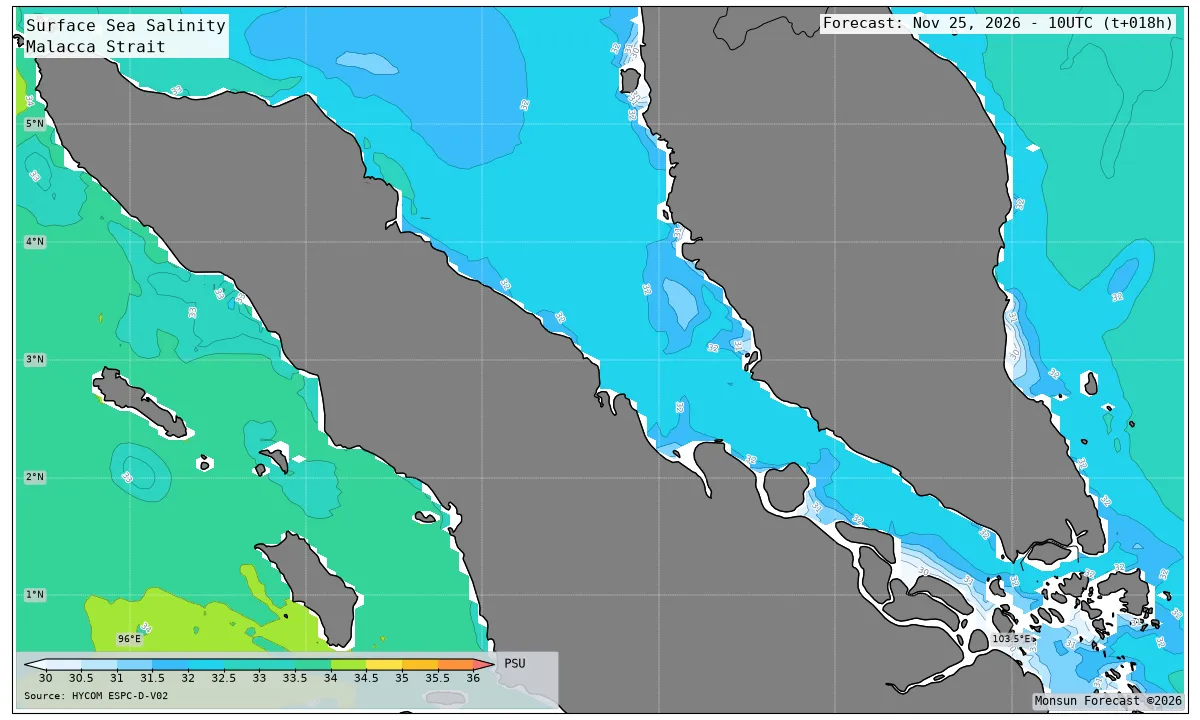 Surface Sea Salinity
Malacca Strait
Forecast: Nov 25, 2026 - 10UTC (t+018h)
5°N
4°N
3°N
2°N
1°N
96°E
103.5°E
PSU
30 30.5 31 31.5 32 32.5 33 33.5 34 34.5 35 35.5 36
Source: HYCOM ESPC-D-V02
Monsun Forecast ©2026